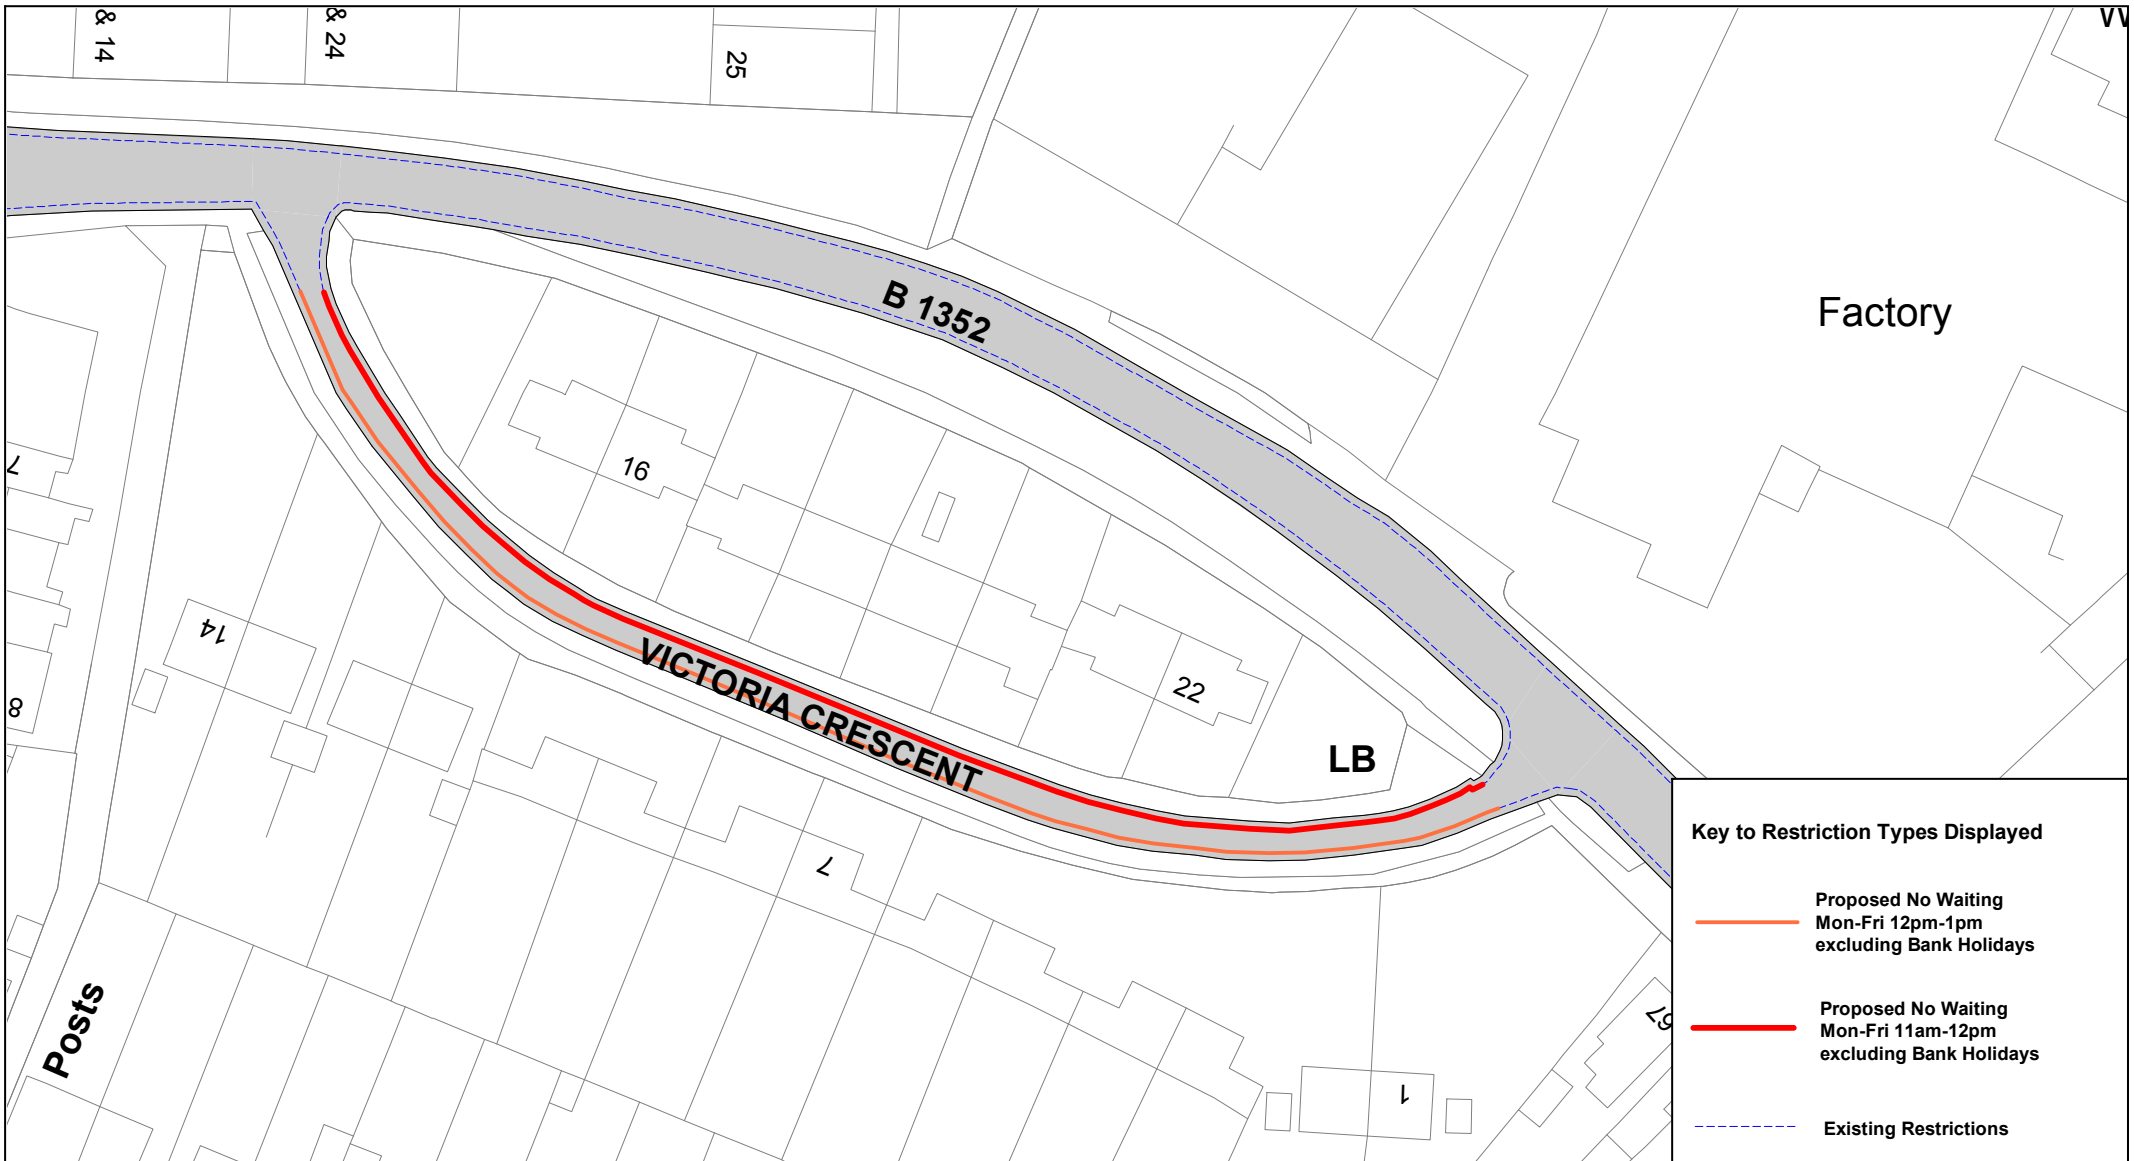 & 14
& 24
25
B 1352
Factory
16
7
14
22
8
VICTORIA CRESCENT
LB
7
Posts
67
1
Key to Restriction Types Displayed
Proposed No Waiting
Mon-Fri 12pm-1pm
excluding Bank Holidays
Proposed No Waiting
Mon-Fri 11am-12pm
excluding Bank Holidays
Existing Restrictions